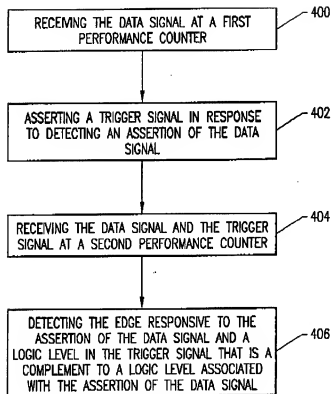 RECEIVING THE DATA SIGNAL AT A FIRST
PERFORMANCE COUNTER
400
ASSERTING A TRIGGER SIGNAL IN RESPONSE
TO DETECTING AN ASSERTION OF THE DATA
SIGNAL
402
RECEIVING THE DATA SIGNAL AND THE TRIGGER
SIGNAL AT A SECOND PERFORMANCE COUNTER
404
DETECTING THE EDGE RESPONSIVE TO THE
ASSERTION OF THE DATA SIGNAL AND A
LOGIC LEVEL IN THE TRIGGER SIGNAL THAT IS A
COMPLEMENT TO A LOGIC LEVEL ASSOCIATED
WITH THE ASSERTION OF THE DATA SIGNAL
406